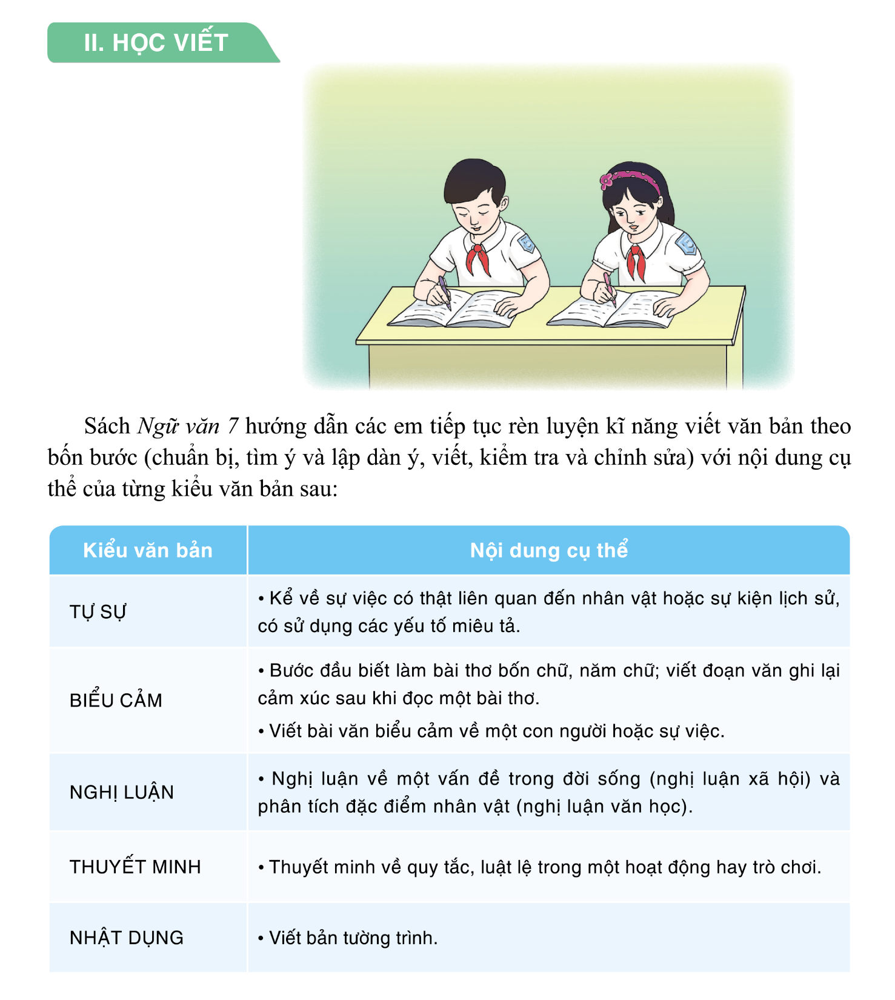 II. HỌC VIẾT
Sách Ngữ văn 7 hướng dẫn các em tiếp tục rèn luyện kĩ năng viết văn bản theo
bốn bước (chuẩn bị, tìm ý và lập dàn ý, viết, kiểm tra và chỉnh sửa) với nội dung cụ
thể của từng kiểu văn bản sau:
Kiểu văn bản
Nội dung cụ thể
TỰ SỰ
• Kể về sự việc có thật liên quan đến nhân vật hoặc sự kiện lịch sử,
có sử dụng các yếu tố miêu tả.
BIỂU CẢM
• Bước đầu biết làm bài thơ bốn chữ, năm chữ; viết đoạn văn ghi lại
cảm xúc sau khi đọc một bài thơ.
• Viết bài văn biểu cảm về một con người hoặc sự việc.
NGHỊ LUẬN
• Nghị luận về một vấn đề trong đời sống (nghị luận xã hội) và
phân tích đặc điểm nhân vật (nghị luận văn học).
THUYẾT MINH
• Thuyết minh về quy tắc, luật lệ trong một hoạt động hay trò chơi.
NHẬT DỤNG
• Viết bản tường trình.